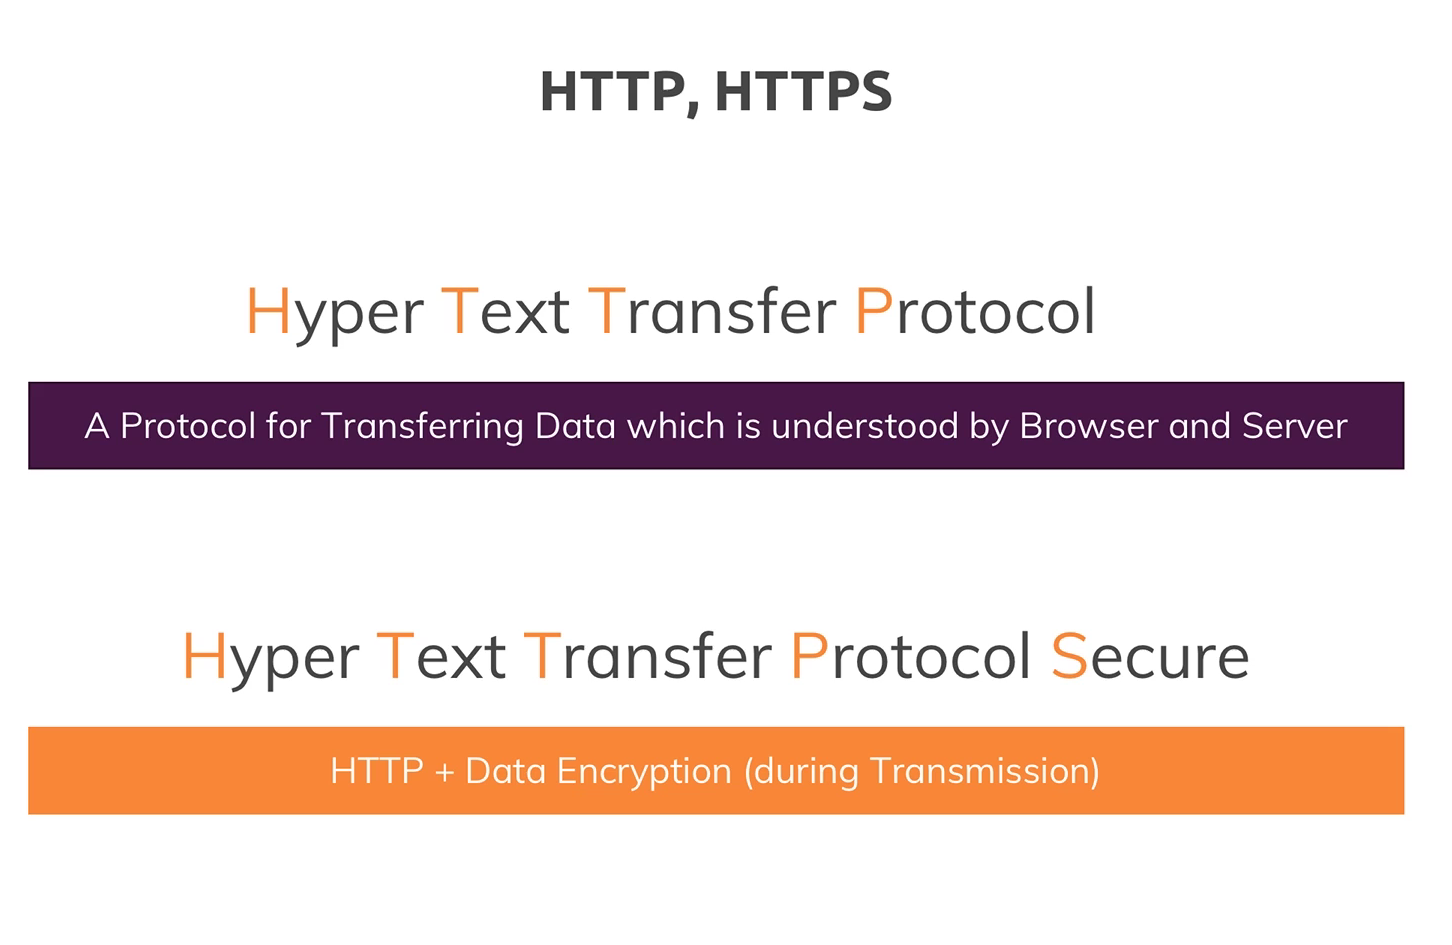 HTTP, HTTPS
Hyper Text Transfer Protocol
A Protocol for Transferring Data which is understood by Browser and Server
Hyper Text Transfer Protocol Secure
HTTP + Data Encryption (during Transmission)